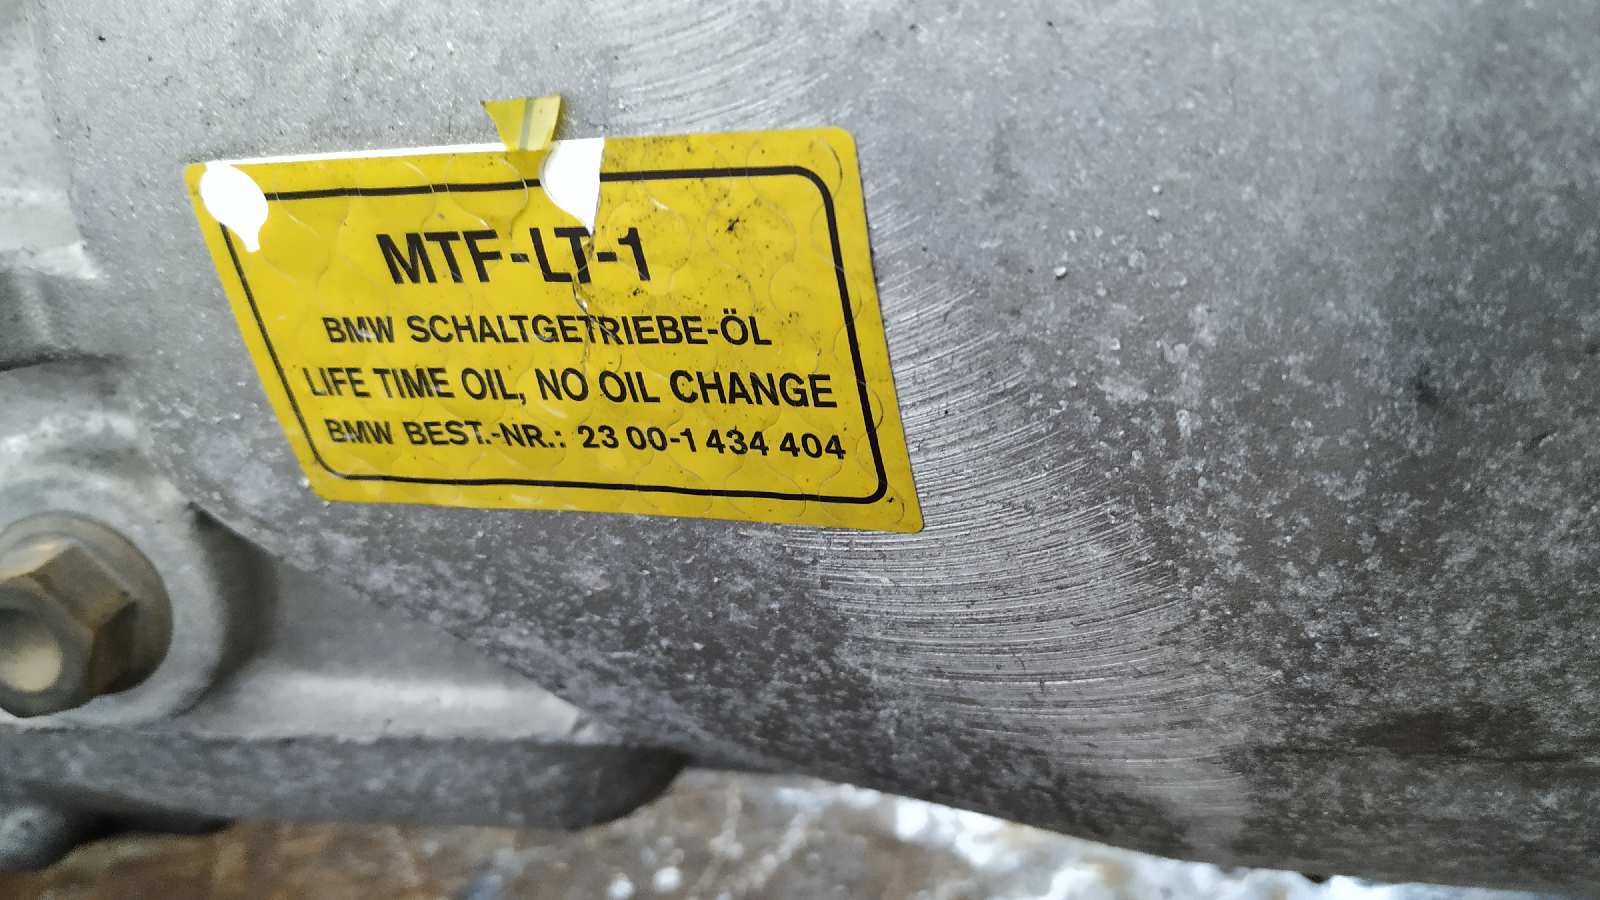 MTF-LT-1
BMW SCHALTGETRIEBE-ÖL
LIFE TIME OIL, NO OIL CHANGE
BMW BEST.-NR.: 23 00-1 434 404